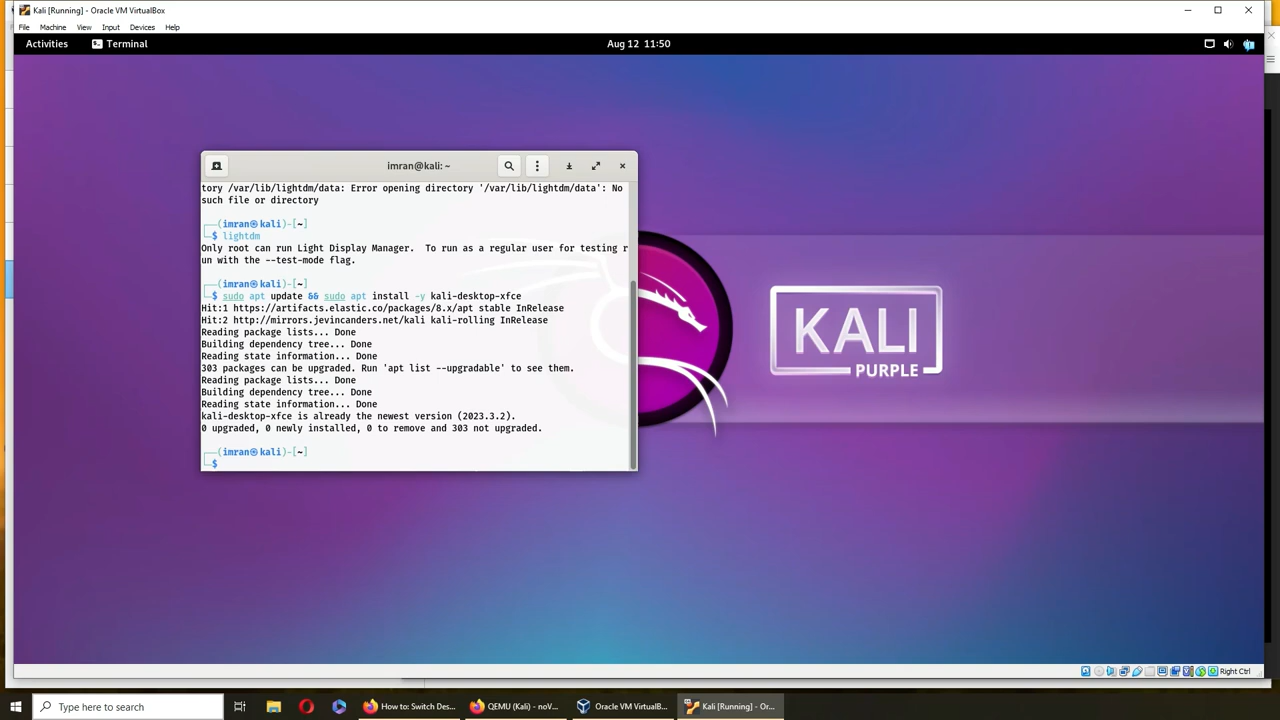 Kali [Running] - Oracle VM VirtualBox
File Machine View Input Devices Help
Activities Terminal Aug 12 11:50
imran@kali: ~
tory /var/lib/lightdm/data: Error opening directory '/var/lib/lightdm/data': No
such file or directory
(imran㉿kali)-[~]
$ lightdm
Only root can run Light Display Manager.  To run as a regular user for testing r
un with the --test-mode flag.
(imran㉿kali)-[~]
$ sudo apt update && sudo apt install -y kali-desktop-xfce
Hit:1 https://artifacts.elastic.co/packages/8.x/apt stable InRelease
Hit:2 http://mirrors.jevincanders.net/kali kali-rolling InRelease
Reading package lists... Done
Building dependency tree... Done
Reading state information... Done
303 packages can be upgraded. Run 'apt list --upgradable' to see them.
Reading package lists... Done
Building dependency tree... Done
Reading state information... Done
kali-desktop-xfce is already the newest version (2023.3.2).
0 upgraded, 0 newly installed, 0 to remove and 303 not upgraded.
(imran㉿kali)-[~]
$
KALI
PURPLE
Right Ctrl
Type here to search
How to: Switch Des...
QEMU (Kali) - noV...
Oracle VM VirtualB...
Kali [Running] - Or...